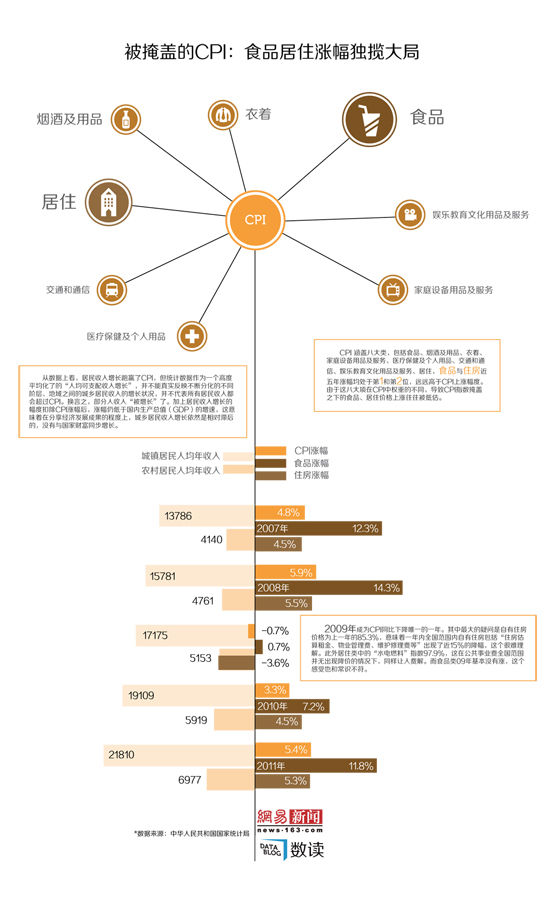 被掩盖的CPI：食品居住涨幅独揽大局
烟酒及用品
衣着
食品
居住
CPI
娱乐教育文化用品及服务
交通和通信
家庭设备用品及服务
医疗保健及个人用品
CPI 涵盖八大类，包括食品、烟酒及用品、衣着、
家庭设备用品及服务、医疗保健及个人用品、交通和通
信、娱乐教育文化用品及服务、居住，食品与住房近
五年涨幅均处于第1和第2位，远远高于CPI上涨幅度。
由于这八大项在CPI中权重的不同，导致CPI指数掩盖
之下的食品、居住价格上涨往往被低估。
从数据上看，居民收入增长跑赢了CPI，但统计数据作为一个高度
平均化了的“人均可支配收入增长”，并不能真实反映不断分化的不同
阶层、地域之间的城乡居民收入的增长状况，并不代表所有居民收入都
会超过CPI。换言之，部分人收入“被增长”了。加上居民收入增长的
幅度扣除CPI涨幅后，涨幅仍低于国内生产总值（GDP）的增速，这意
味着在分享经济发展成果的程度上，城乡居民收入增长依然是相对滞后
的，没有与国家财富同步增长。
城镇居民人均年收入
农村居民人均年收入
CPI涨幅
食品涨幅
住房涨幅
13786
4.8%
2007年
12.3%
4140
4.5%
15781
5.9%
2008年
14.3%
4761
5.5%
17175
-0.7%
0.7%
5153
-3.6%
2009年成为CPI同比下降唯一的一年。其中最大的疑问是自有住房
价格为上一年的85.3%，意味着一年内全国范围内自有住房包括“住房估
算租金、物业管理费、维护修理费等”出现了近15%的降幅，这个很难理
解。此外居住类中的“水电燃料”指数97.9%，这在公共事业费全国范围
并无出现降价的情况下，同样让人费解。而食品类09年基本没有涨，这个
感受也和常识不符。
19109
3.3%
2010年
7.2%
5919
4.5%
21810
5.4%
2011年
11.8%
6977
5.3%
*数据来源：中华人民共和国国家统计局
網易新闻
news·163·com
DATA
BLOG
数读